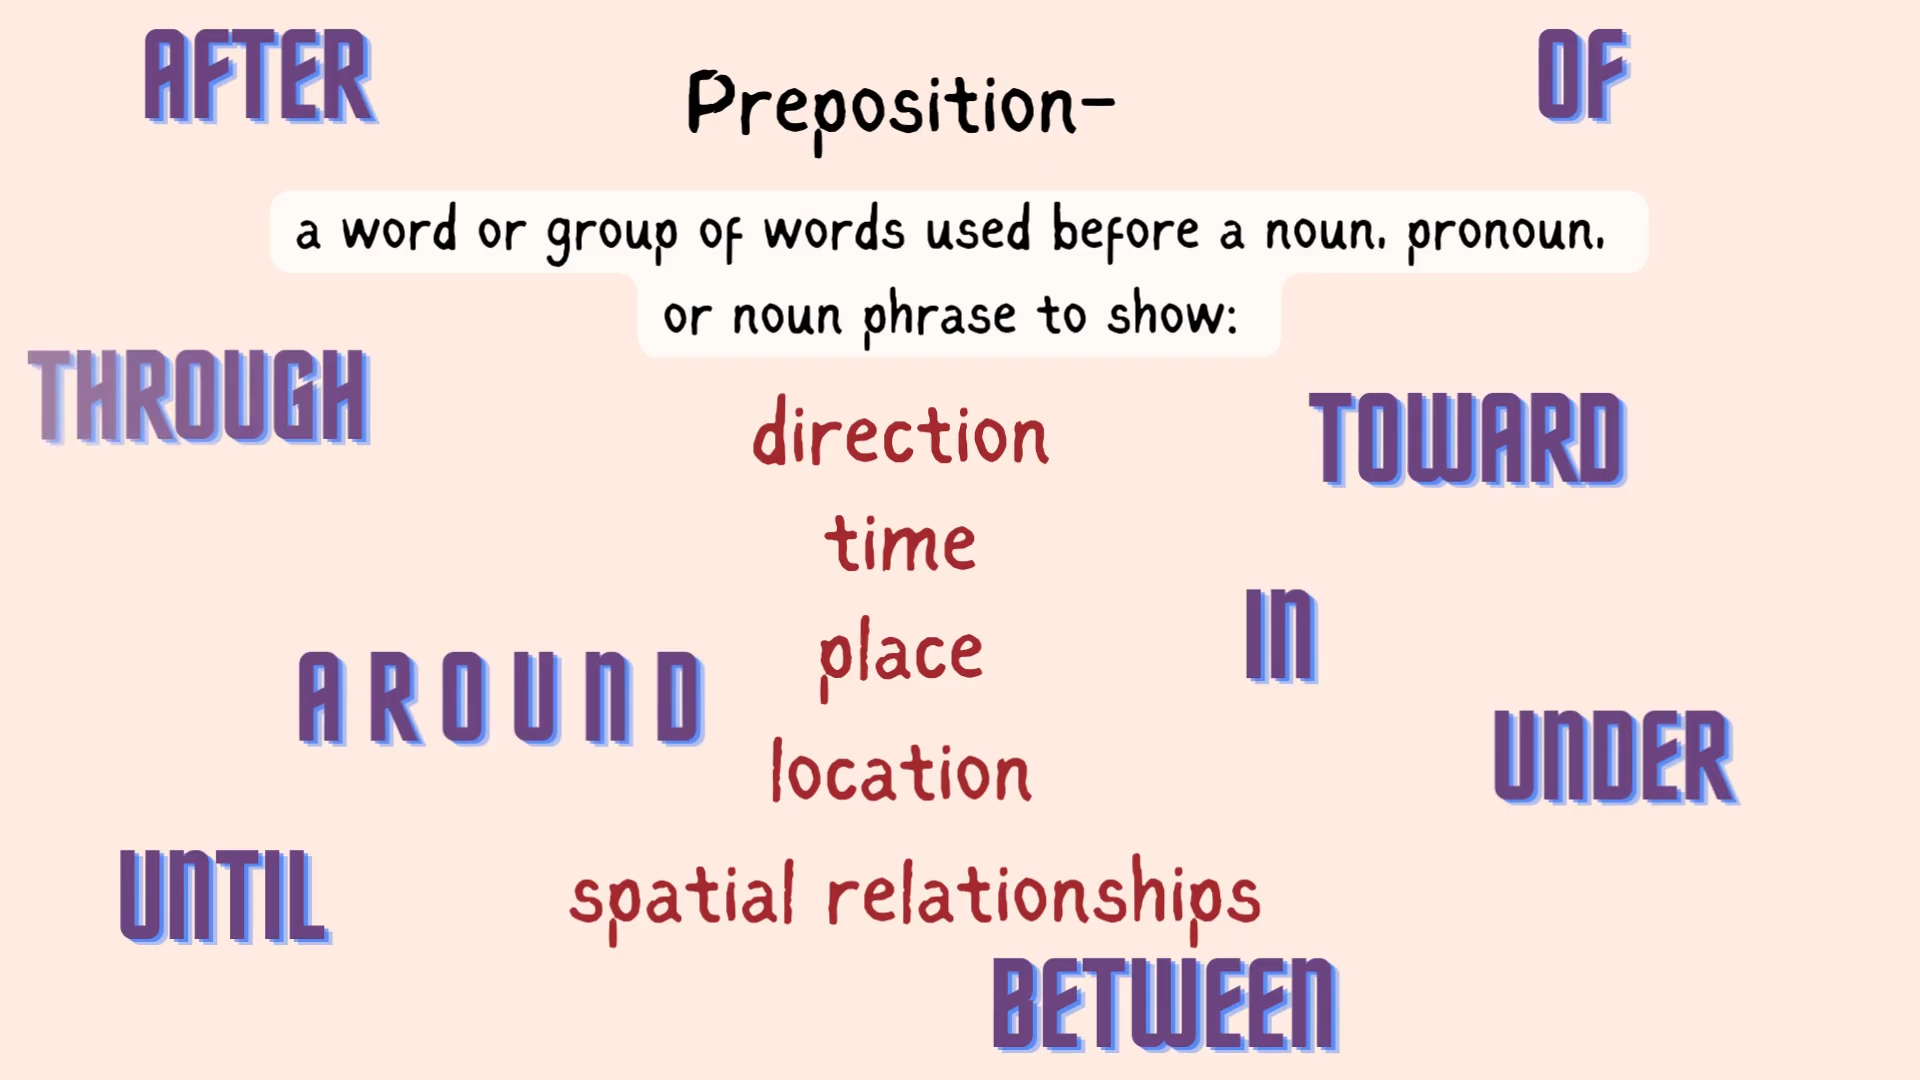 AFTER
OF
Preposition-
a word or group of words used before a noun, pronoun,
or noun phrase to show:
THROUGH
direction
TOWARD
time
IN
place
AROUND
UNDER
location
UNTIL
spatial relationships
BETWEEN